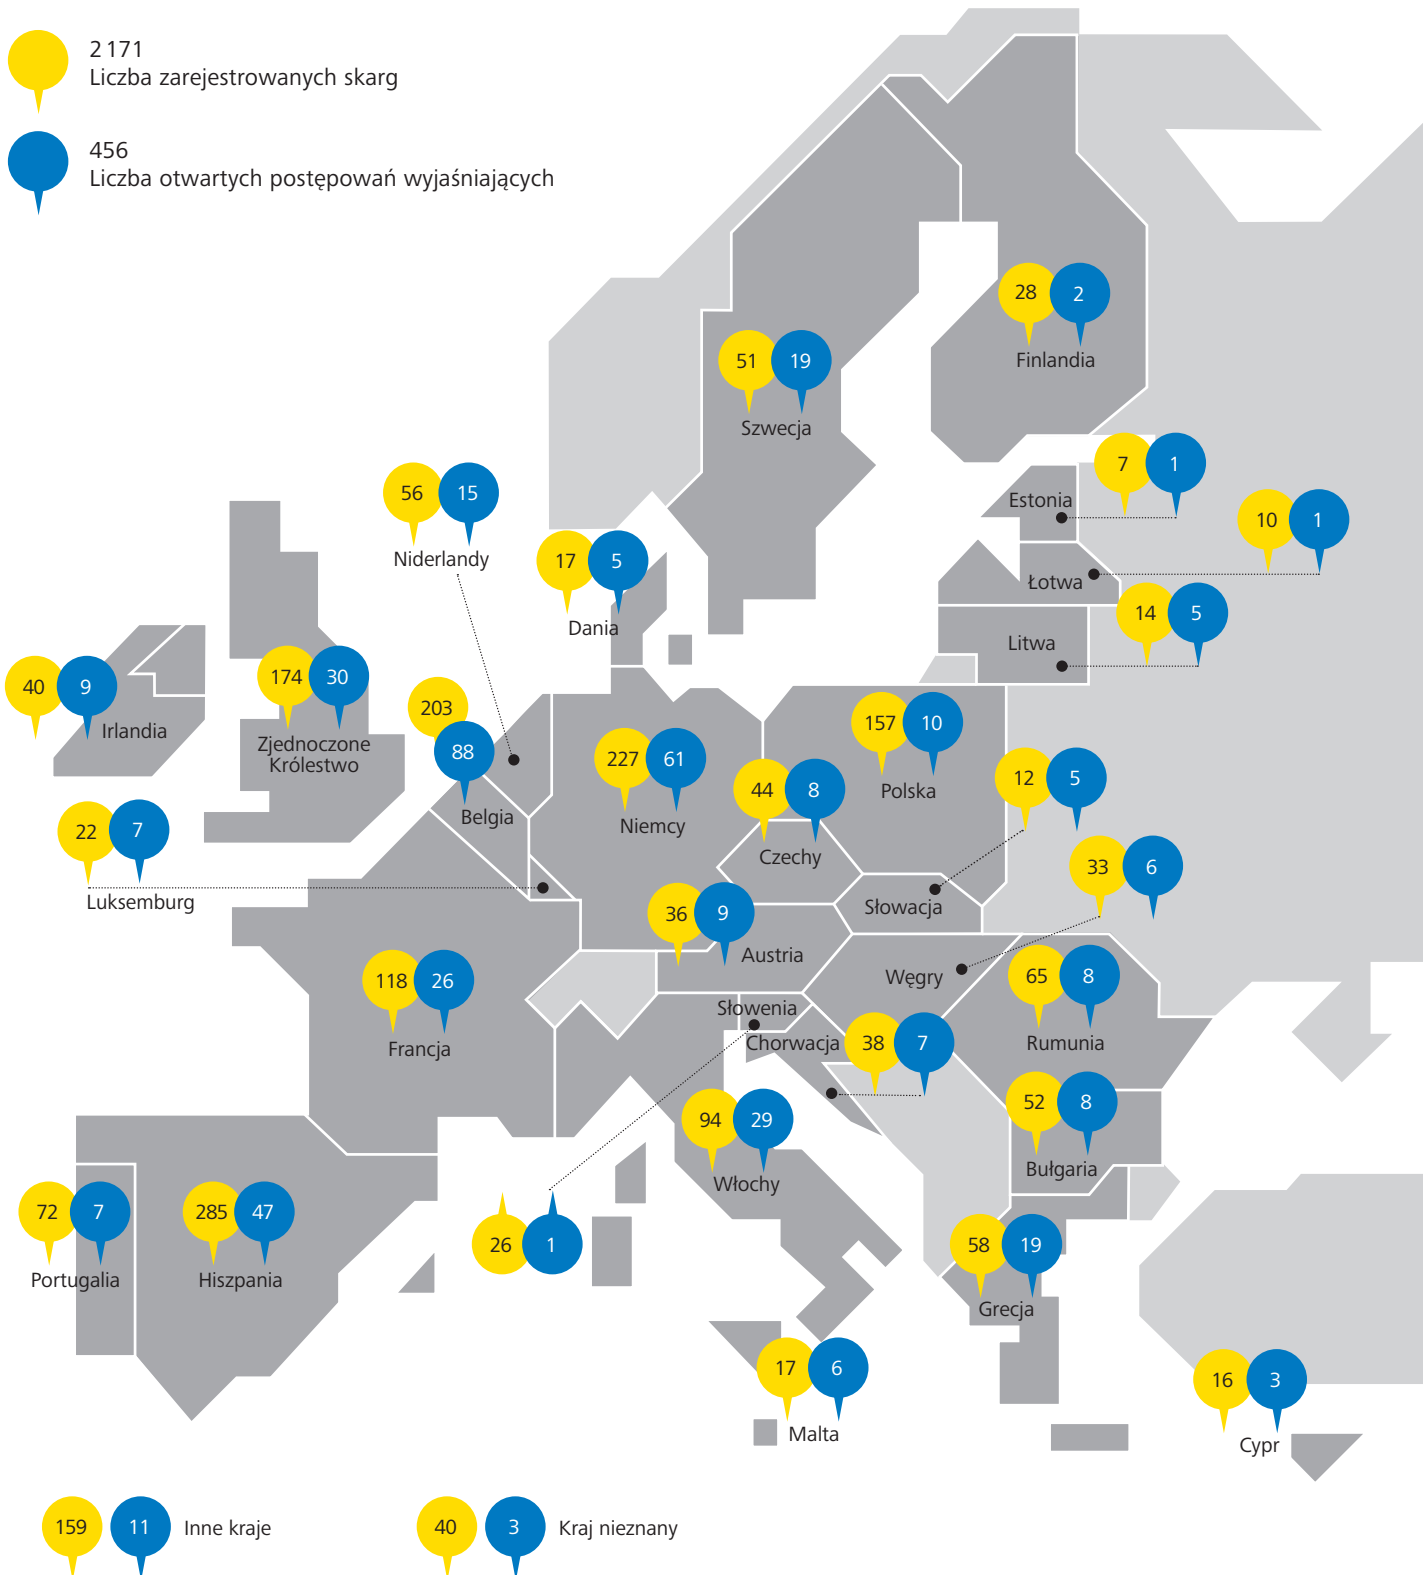 2 171
Liczba zarejestrowanych skarg
456
Liczba otwartych postępowań wyjaśniających
28 2
Finlandia
51 19
Szwecja
7 1
Estonia
56 15
Niderlandy
10 1
Łotwa
17 5
Dania
14 5
Litwa
40 9
Irlandia
174 30
Zjednoczone
Królestwo
203
88
Belgia
227 61
Niemcy
157 10
Polska
44 8
Czechy
12 5
Słowacja
22 7
Luksemburg
33 6
Węgry
36 9
Austria
118 26
Francja
65 8
Rumunia
Słowenia
Chorwacja
38 7
94 29
Włochy
52 8
Bułgaria
72 7
Portugalia
285 47
Hiszpania
26 1
58 19
Grecja
17 6
Malta
16 3
Cypr
159 11 Inne kraje
40 3 Kraj nieznany